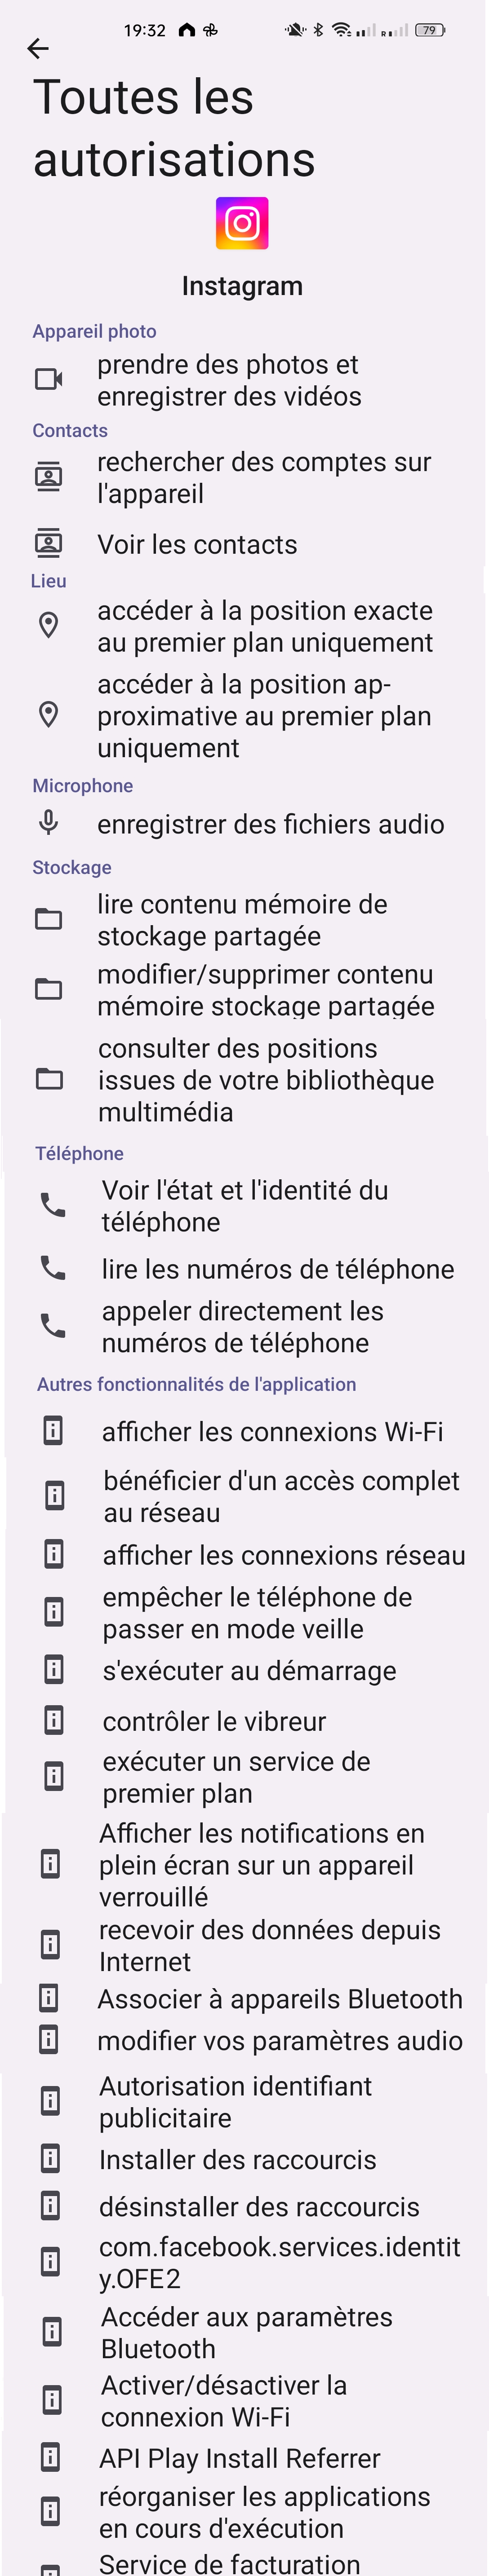 19:32
R
79
Toutes les
autorisations
Instagram
Appareil photo
prendre des photos et
enregistrer des vidéos
Contacts
rechercher des comptes sur
l'appareil
Voir les contacts
Lieu
accéder à la position exacte
au premier plan uniquement
accéder à la position ap-
proximative au premier plan
uniquement
Microphone
enregistrer des fichiers audio
Stockage
lire contenu mémoire de
stockage partagée
modifier/supprimer contenu
mémoire stockage partagée
consulter des positions
issues de votre bibliothèque
multimédia
Téléphone
Voir l'état et l'identité du
téléphone
lire les numéros de téléphone
appeler directement les
numéros de téléphone
Autres fonctionnalités de l'application
afficher les connexions Wi-Fi
bénéficier d'un accès complet
au réseau
afficher les connexions réseau
empêcher le téléphone de
passer en mode veille
s'exécuter au démarrage
contrôler le vibreur
exécuter un service de
premier plan
Afficher les notifications en
plein écran sur un appareil
verrouillé
recevoir des données depuis
Internet
Associer à appareils Bluetooth
modifier vos paramètres audio
Autorisation identifiant
publicitaire
Installer des raccourcis
désinstaller des raccourcis
com.facebook.services.identit
y.OFE2
Accéder aux paramètres
Bluetooth
Activer/désactiver la
connexion Wi-Fi
API Play Install Referrer
réorganiser les applications
en cours d'exécution
Service de facturation